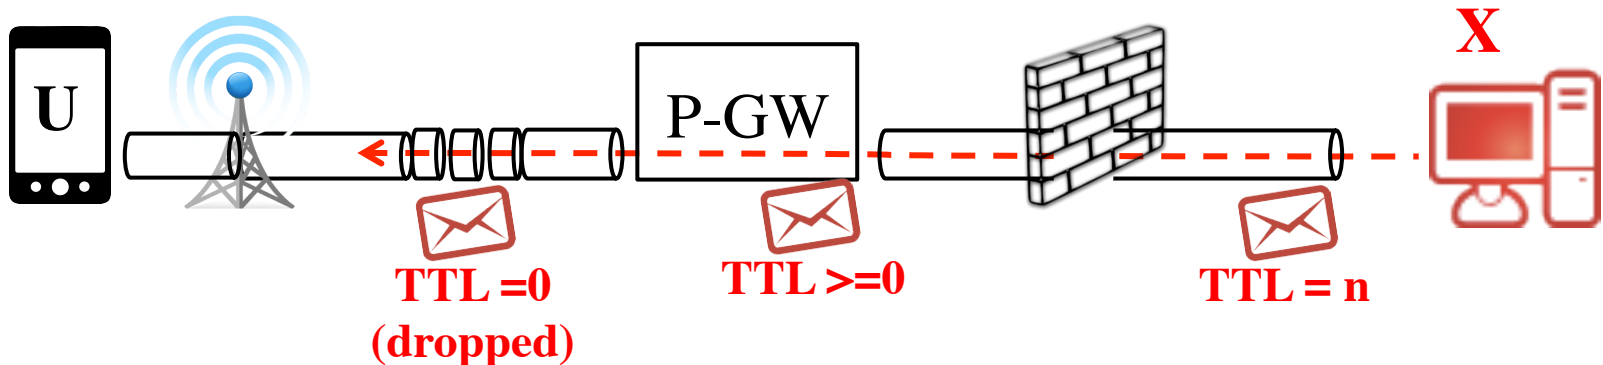 X
U
P-GW
TTL =0
(dropped)
TTL >=0
TTL = n